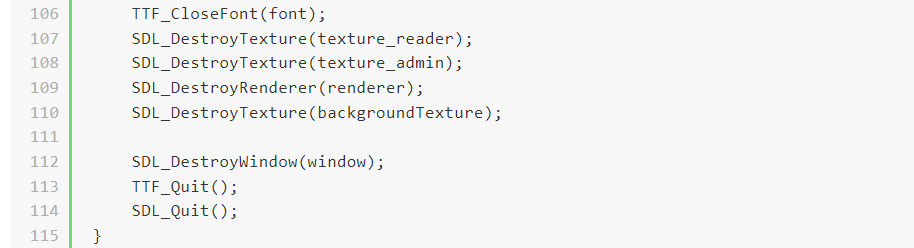 106 TTF_CloseFont(font);
107 SDL_DestroyTexture(texture_reader);
108 SDL_DestroyTexture(texture_admin);
109 SDL_DestroyRenderer(renderer);
110 SDL_DestroyTexture(backgroundTexture);
111
112 SDL_DestroyWindow(window);
113 TTF_Quit();
114 SDL_Quit();
115 }